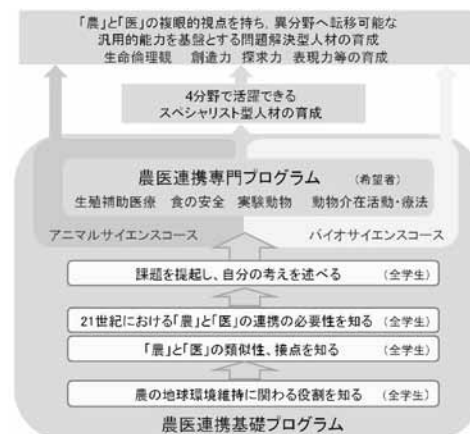 「農」と「医」の複眼的視点を持ち、異分野へ転移可能な
汎用的能力を基盤とする問題解決型人材の育成
生命倫理観 創造力 探求力 表現力等の育成
4分野で活躍できる
スペシャリスト型人材の育成
農医連携専門プログラム (希望者)
生殖補助医療 食の安全 実験動物 動物介在活動・療法
アニマルサイエンスコース バイオサイエンスコース
課題を提起し、自分の考えを述べる (全学生)
21世紀における「農」と「医」の連携の必要性を知る (全学生)
「農」と「医」の類似性、接点を知る (全学生)
農の地球環境維持に関わる役割を知る (全学生)
農医連携基礎プログラム